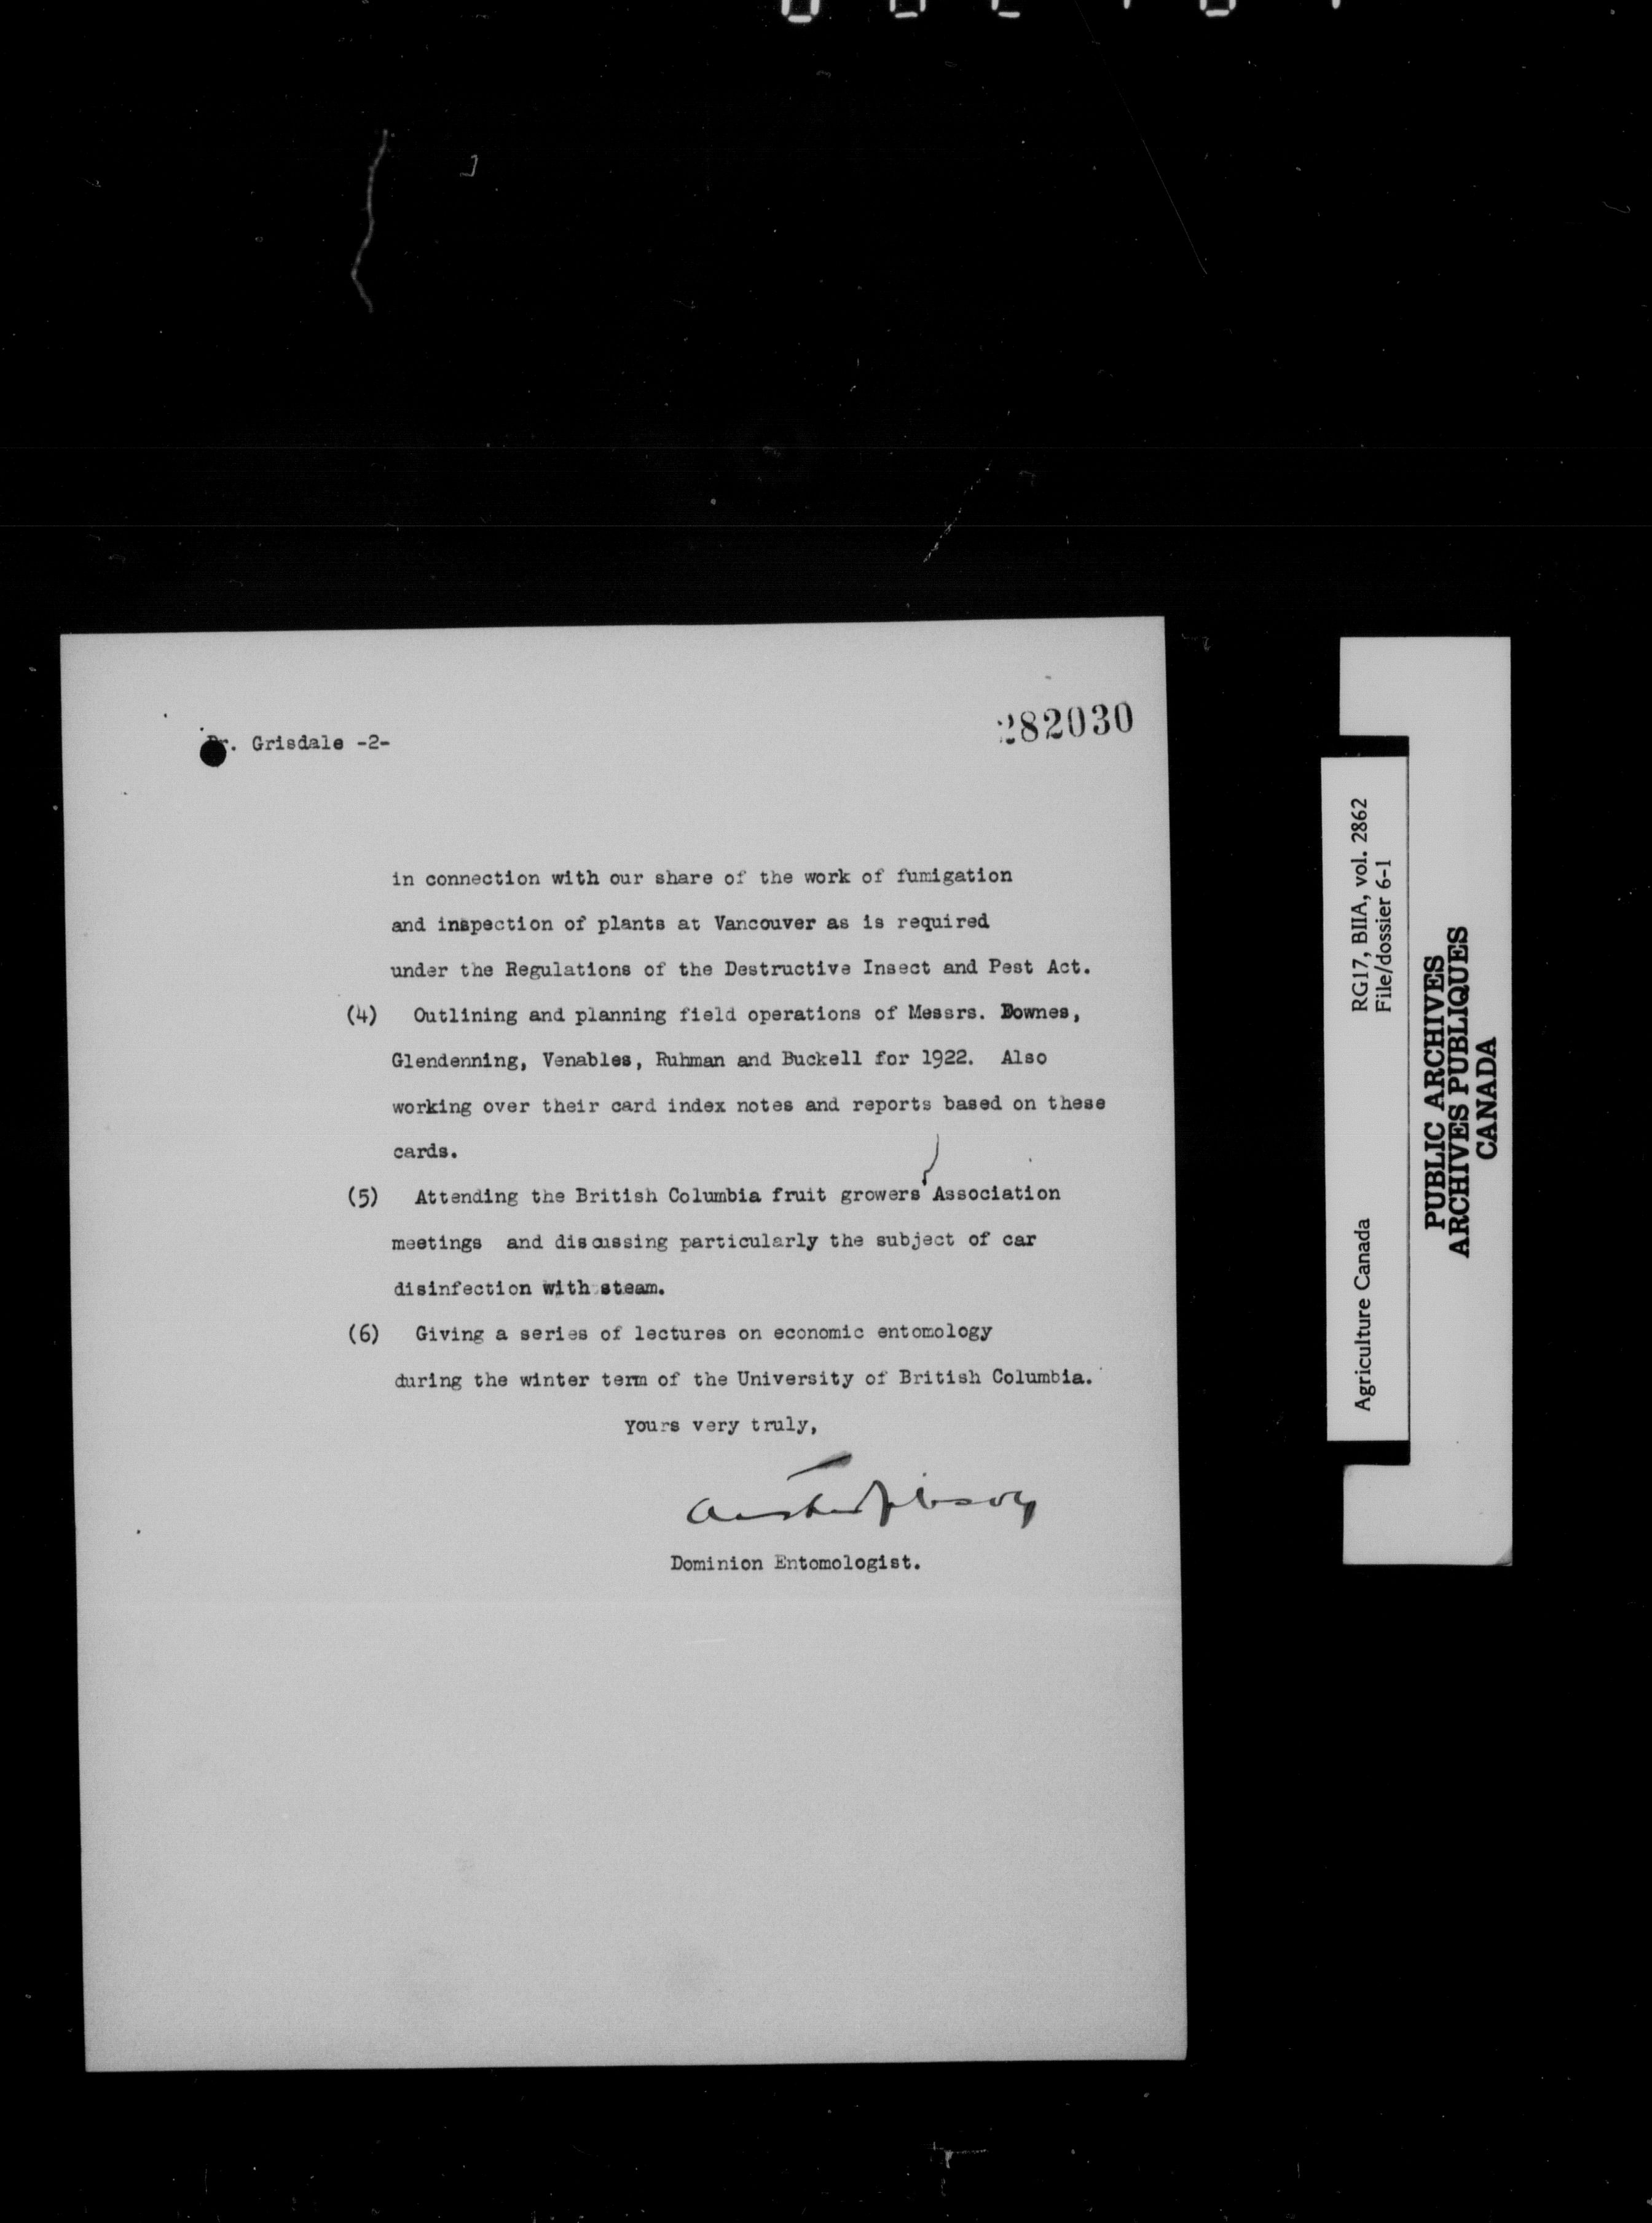 282030
Dr. Grisdale -2-
in connection with our share of the work of fumigation
and inspection of plants at Vancouver as is required
under the Regulations of the Destructive Insect and Pest Act.
(4) Outlining and planning field operations of Messrs. Downes,
Glendenning, Venables, Ruhman and Buckell for 1922. Also
working over their card index notes and reports based on these
cards.
(5) Attending the British Columbia fruit growers' Association
meetings and discussing particularly the subject of car
disinfection with steam.
(6) Giving a series of lectures on economic entomology
during the winter term of the University of British Columbia.
Yours very truly,
Dominion Entomologist.
Agriculture Canada
RG17, BIIA, vol. 2862
File/dossier 6-1
PUBLIC ARCHIVES
ARCHIVES PUBLIQUES
CANADA